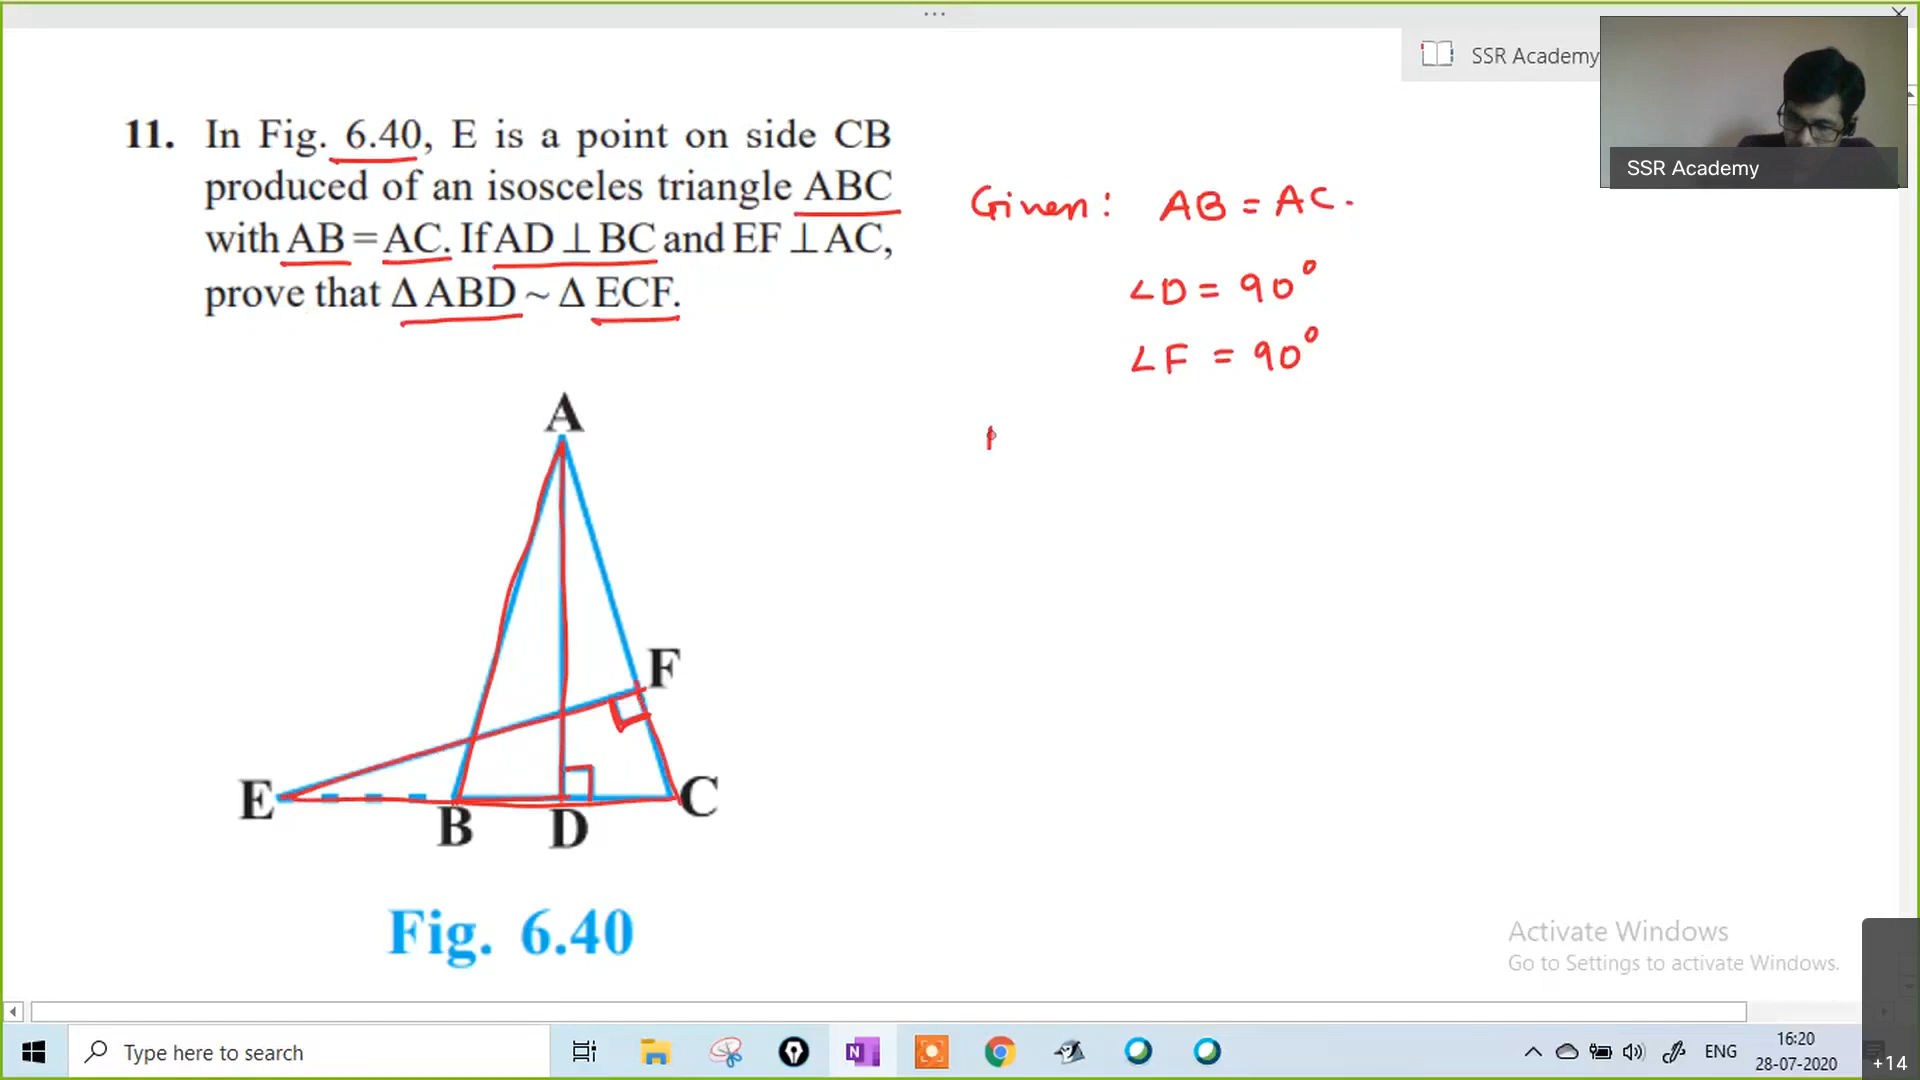 SSR Academy
SSR Academy
11. In Fig. 6.40, E is a point on side CB
produced of an isosceles triangle ABC
with AB = AC. If AD ⊥ BC and EF ⊥ AC,
prove that Δ ABD ~ Δ ECF.
Given: AB = AC.
∠D = 90°
∠F = 90°
A
F
E
B
D
C
Fig. 6.40
Activate Windows
Go to Settings to activate Windows.
Type here to search
N
ENG
16:20
28-07-2020
+14